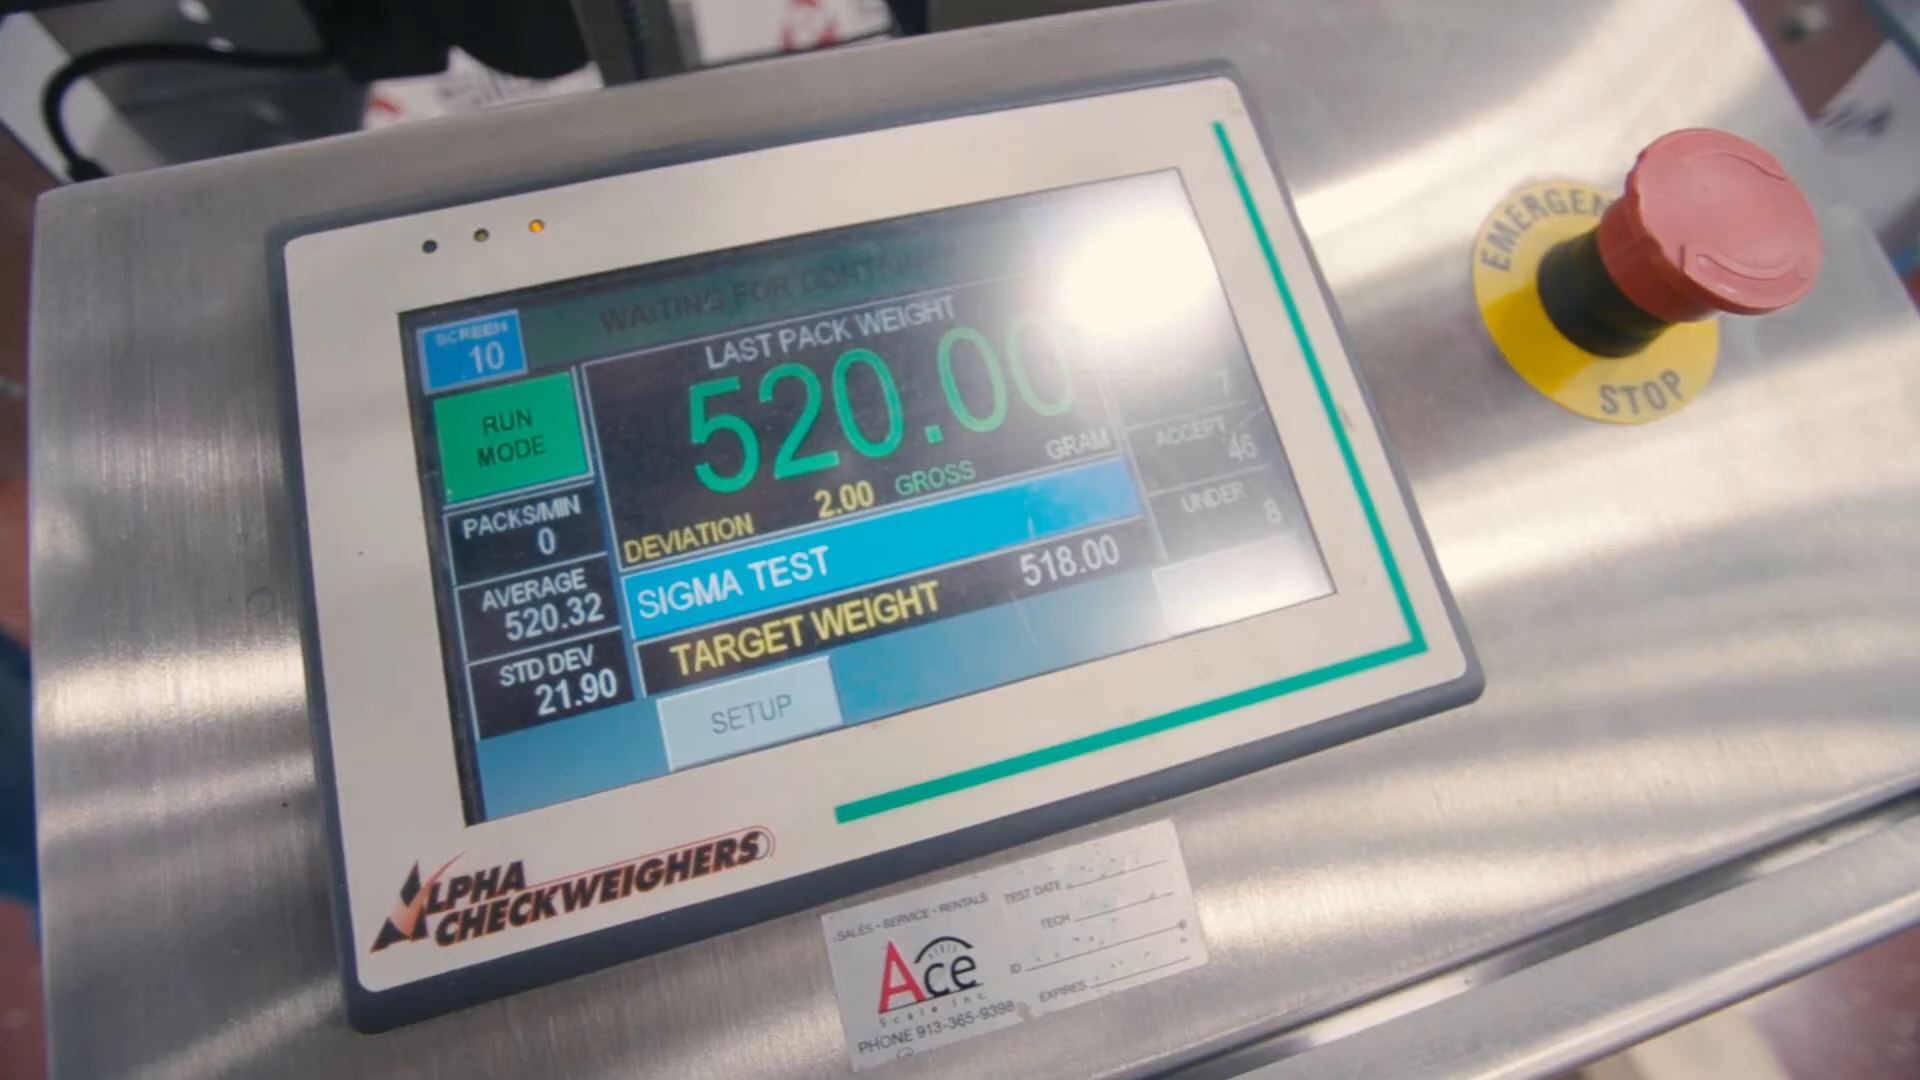 WAITING FOR CONTAINER
SCREEN
10
LAST PACK WEIGHT
520.00
GRAM
RUN
MODE
DEVIATION 2.00 GROSS
7
ACCEPT
46
UNDER
8
PACKS/MIN
0
SIGMA TEST
AVERAGE
520.32
TARGET WEIGHT 518.00
STD DEV
21.90
SETUP
ALPHA
CHECKWEIGHERS
EMERGEN
STOP
SALES - SERVICE - RENTALS
TEST DATE
TECH
Ace
Scale Inc.
ID
EXPIRES
PHONE 913-365-9398